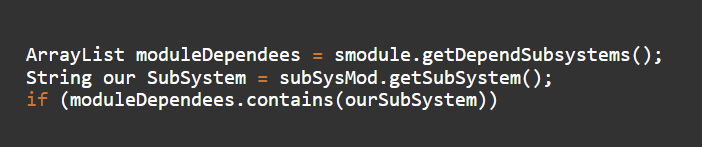 ArrayList moduleDependees = smodule.getDependSubsystems();
String our SubSystem = subSysMod.getSubSystem();
if (moduleDependees.contains(ourSubSystem))